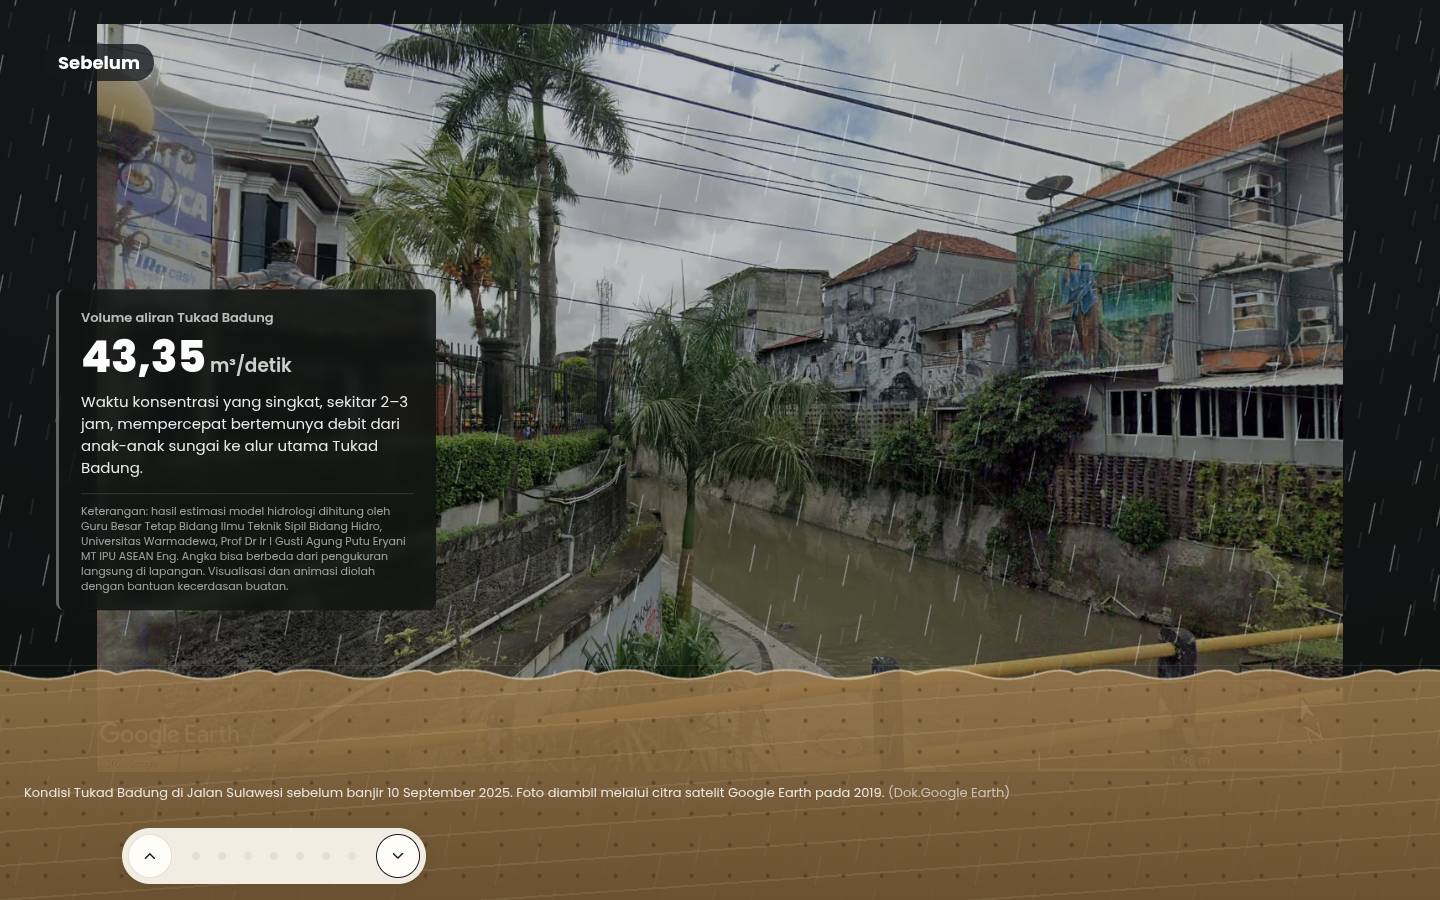 Sebelum
Volume aliran Tukad Badung
43,35 m³/detik
Waktu konsentrasi yang singkat, sekitar 2–3
jam, mempercepat bertemunya debit dari
anak-anak sungai ke alur utama Tukad
Badung.
Keterangan: hasil estimasi model hidrologi dihitung oleh
Guru Besar Tetap Bidang Ilmu Teknik Sipil Bidang Hidro,
Universitas Warmadewa, Prof Dr Ir I Gusti Agung Putu Eryani
MT IPU ASEAN Eng. Angka bisa berbeda dari pengukuran
langsung di lapangan. Visualisasi dan animasi diolah
dengan bantuan kecerdasan buatan.
Google Earth
Kondisi Tukad Badung di Jalan Sulawesi sebelum banjir 10 September 2025. Foto diambil melalui citra satelit Google Earth pada 2019. (Dok.Google Earth)